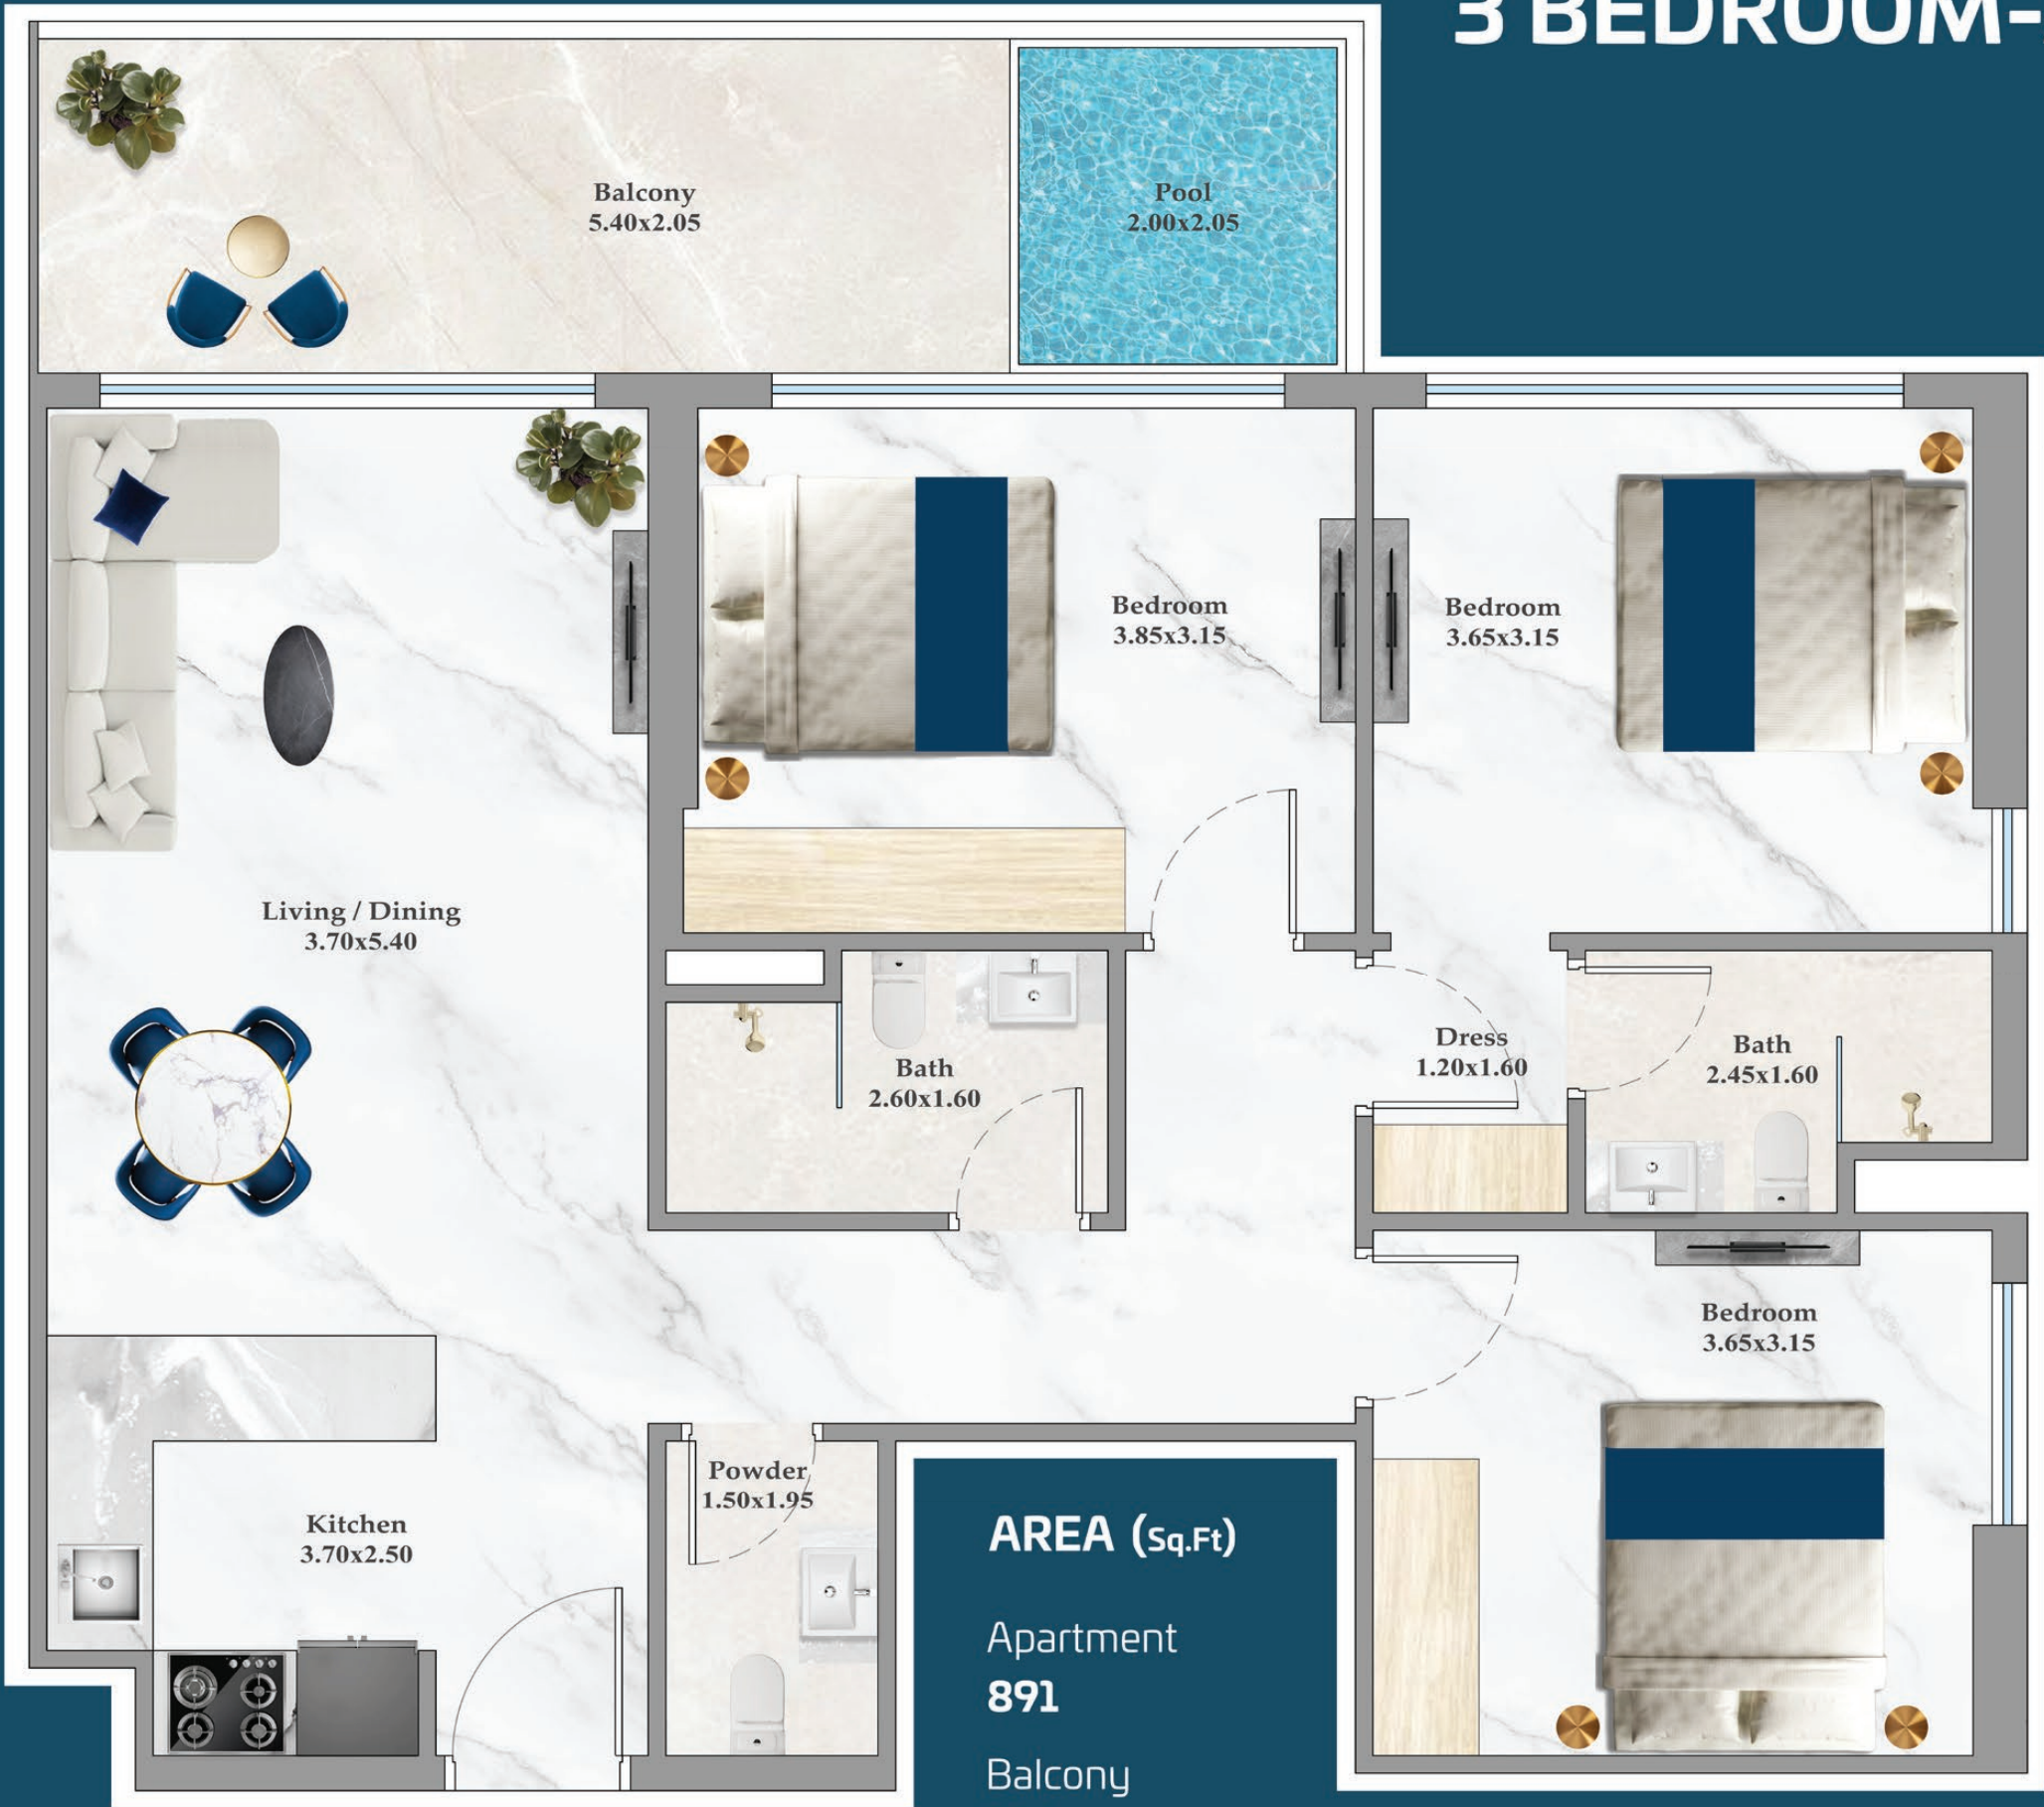 3 BEDROOM-
Balcony
5.40x2.05
Pool
2.00x2.05
Bedroom
3.85x3.15
Bedroom
3.65x3.15
Living / Dining
3.70x5.40
Bath
2.60x1.60
Dress
1.20x1.60
Bath
2.45x1.60
Bedroom
3.65x3.15
Kitchen
3.70x2.50
Powder
1.50x1.95
AREA (Sq.Ft)
Apartment
891
Balcony